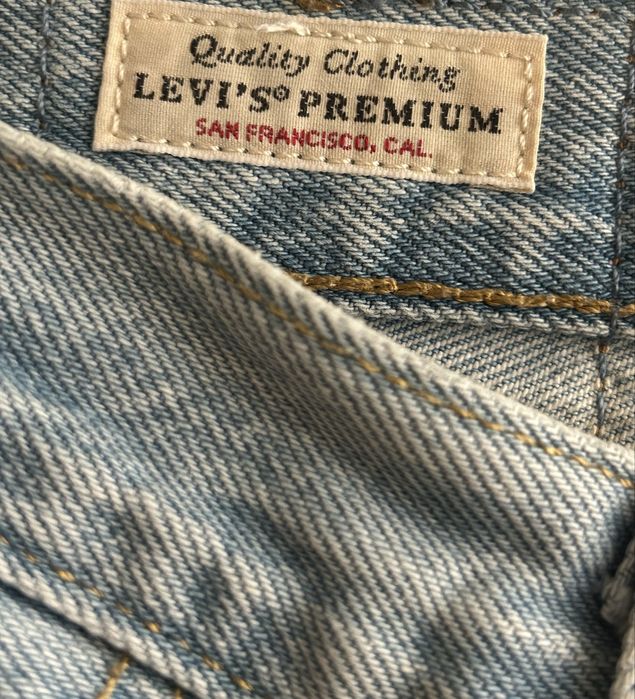 Quality Clothing
LEVI'S® PREMIUM
SAN FRANCISCO, CAL.